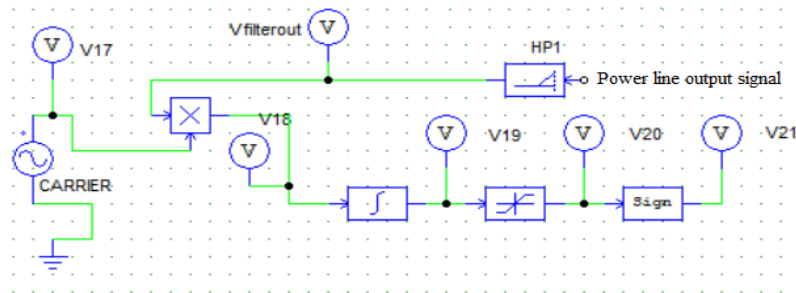 Vfilterout
V
V
V17
HP1
Power line output signal
V18
V
V
V19
V
V20
V
V21
CARRIER
Sign